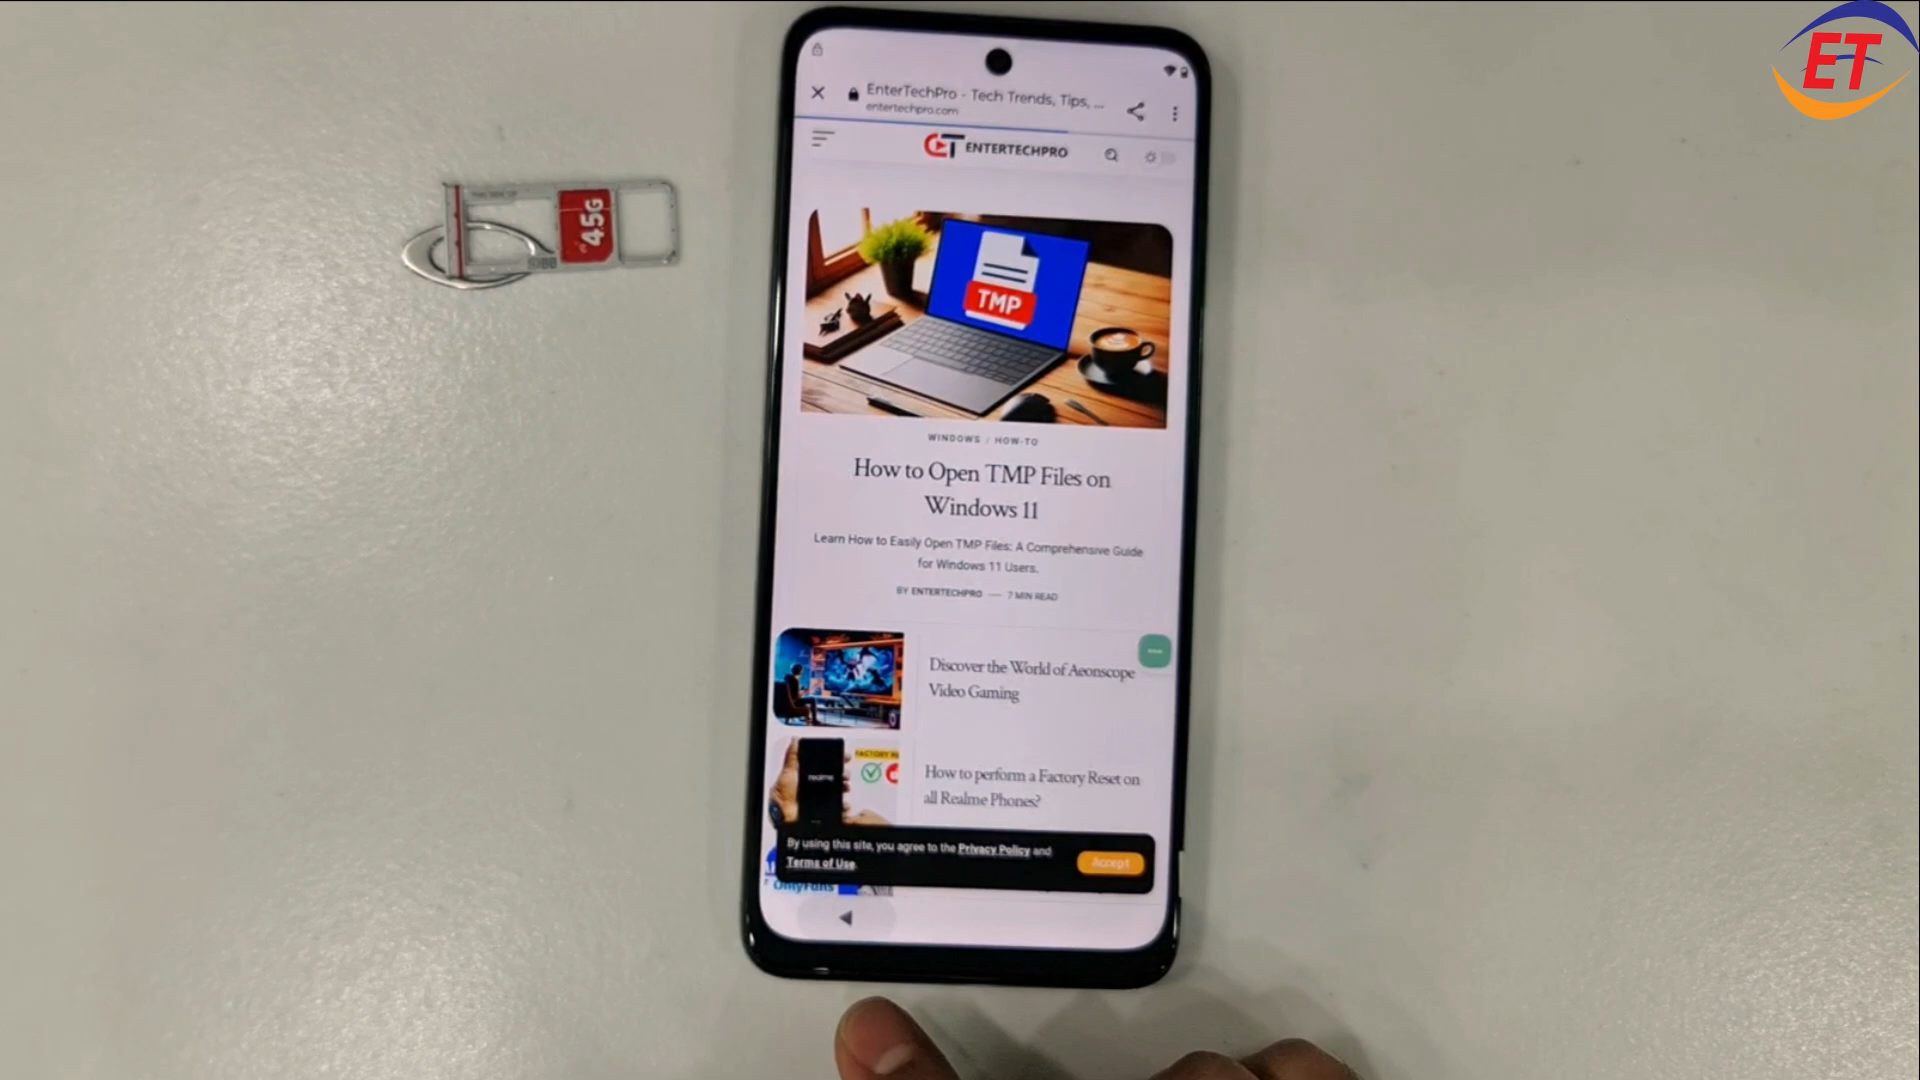 ET
EnterTechPro - Tech Trends, Tips, ...
entertechpro.com
ENTERTECHPRO
4.5G
TMP
WINDOWS / HOW-TO
How to Open TMP Files on
Windows 11
Learn How to Easily Open TMP Files: A Comprehensive Guide
for Windows 11 Users.
BY ENTERTECHPRO — 7 MIN READ
Discover the World of Aeonscope
Video Gaming
FACTORY
realme
How to perform a Factory Reset on
all Realme Phones?
By using this site, you agree to the Privacy Policy and
Terms of Use.
Accept
OnlyFans